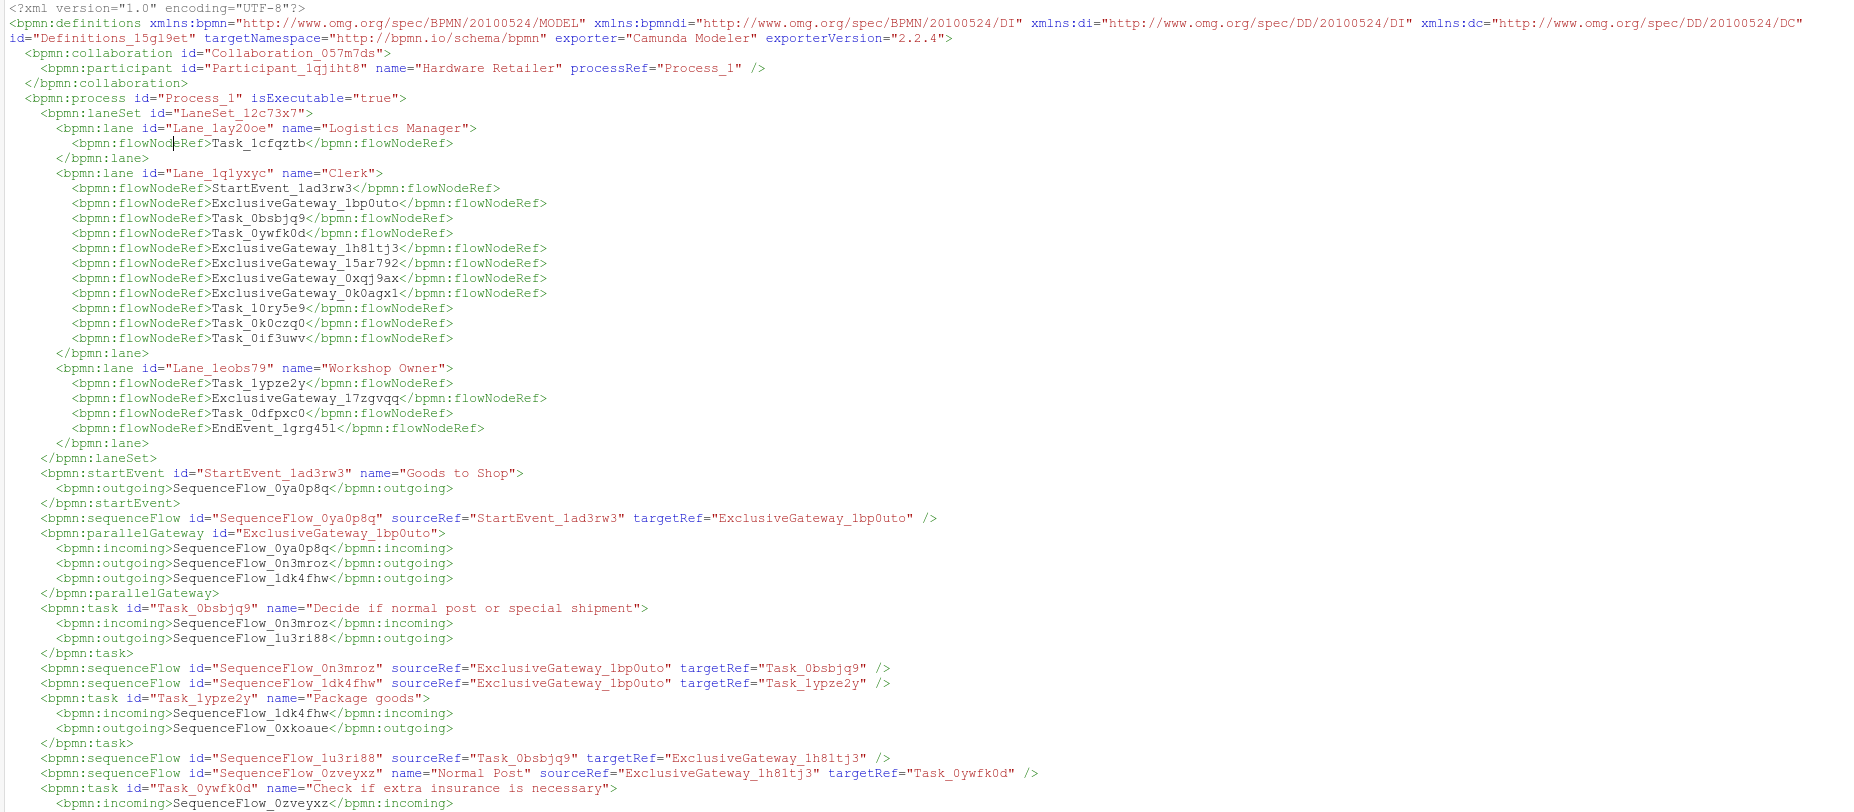 <?xml version="1.0" encoding="UTF-8"?>
<bpmn:definitions xmlns:bpmn="http://www.omg.org/spec/BPMN/20100524/MODEL" xmlns:bpmndi="http://www.omg.org/spec/BPMN/20100524/DI" xmlns:di="http://www.omg.org/spec/DD/20100524/DI" xmlns:dc="http://www.omg.org/spec/DD/20100524/DC"
id="Definitions_15g19et" targetNamespace="http://bpmn.io/schema/bpmn" exporter="Camunda Modeler" exporterVersion="2.2.4">
<bpmn:collaboration id="Collaboration_057m7ds">
<bpmn:participant id="Participant_1qjiht8" name="Hardware Retailer" processRef="Process_1" />
</bpmn:collaboration>
<bpmn:process id="Process_1" isExecutable="true">
<bpmn:laneSet id="LaneSet_12c73x7">
<bpmn:lane id="Lane_1ay20oe" name="Logistics Manager">
<bpmn:flowNodeRef>Task_1cfqztb</bpmn:flowNodeRef>
</bpmn:lane>
<bpmn:lane id="Lane_1q1yxyc" name="Clerk">
<bpmn:flowNodeRef>StartEvent_1ad3rw3</bpmn:flowNodeRef>
<bpmn:flowNodeRef>ExclusiveGateway_1bp0uto</bpmn:flowNodeRef>
<bpmn:flowNodeRef>Task_0bsbjq9</bpmn:flowNodeRef>
<bpmn:flowNodeRef>Task_0ywfk0d</bpmn:flowNodeRef>
<bpmn:flowNodeRef>ExclusiveGateway_1h81tj3</bpmn:flowNodeRef>
<bpmn:flowNodeRef>ExclusiveGateway_15ar792</bpmn:flowNodeRef>
<bpmn:flowNodeRef>ExclusiveGateway_0xqj9ax</bpmn:flowNodeRef>
<bpmn:flowNodeRef>ExclusiveGateway_0k0agx1</bpmn:flowNodeRef>
<bpmn:flowNodeRef>Task_10ry5e9</bpmn:flowNodeRef>
<bpmn:flowNodeRef>Task_0k0czq0</bpmn:flowNodeRef>
<bpmn:flowNodeRef>Task_0if3uwv</bpmn:flowNodeRef>
</bpmn:lane>
<bpmn:lane id="Lane_1eobs79" name="Workshop Owner">
<bpmn:flowNodeRef>Task_1ypze2y</bpmn:flowNodeRef>
<bpmn:flowNodeRef>ExclusiveGateway_17zgvqq</bpmn:flowNodeRef>
<bpmn:flowNodeRef>Task_0dfpxc0</bpmn:flowNodeRef>
<bpmn:flowNodeRef>EndEvent_1grg45l</bpmn:flowNodeRef>
</bpmn:lane>
</bpmn:laneSet>
<bpmn:startEvent id="StartEvent_1ad3rw3" name="Goods to Shop">
<bpmn:outgoing>SequenceFlow_0ya0p8q</bpmn:outgoing>
</bpmn:startEvent>
<bpmn:sequenceFlow id="SequenceFlow_0ya0p8q" sourceRef="StartEvent_1ad3rw3" targetRef="ExclusiveGateway_1bp0uto" />
<bpmn:parallelGateway id="ExclusiveGateway_1bp0uto">
<bpmn:incoming>SequenceFlow_0ya0p8q</bpmn:incoming>
<bpmn:outgoing>SequenceFlow_0n3mroz</bpmn:outgoing>
<bpmn:outgoing>SequenceFlow_1dk4fhw</bpmn:outgoing>
</bpmn:parallelGateway>
<bpmn:task id="Task_0bsbjq9" name="Decide if normal post or special shipment">
<bpmn:incoming>SequenceFlow_0n3mroz</bpmn:incoming>
<bpmn:outgoing>SequenceFlow_1u3ri88</bpmn:outgoing>
</bpmn:task>
<bpmn:sequenceFlow id="SequenceFlow_0n3mroz" sourceRef="ExclusiveGateway_1bp0uto" targetRef="Task_0bsbjq9" />
<bpmn:sequenceFlow id="SequenceFlow_1dk4fhw" sourceRef="ExclusiveGateway_1bp0uto" targetRef="Task_1ypze2y" />
<bpmn:task id="Task_1ypze2y" name="Package goods">
<bpmn:incoming>SequenceFlow_1dk4fhw</bpmn:incoming>
<bpmn:outgoing>SequenceFlow_0xkoaue</bpmn:outgoing>
</bpmn:task>
<bpmn:sequenceFlow id="SequenceFlow_1u3ri88" sourceRef="Task_0bsbjq9" targetRef="ExclusiveGateway_1h81tj3" />
<bpmn:sequenceFlow id="SequenceFlow_0zveyxz" name="Normal Post" sourceRef="ExclusiveGateway_1h81tj3" targetRef="Task_0ywfk0d" />
<bpmn:task id="Task_0ywfk0d" name="Check if extra insurance is necessary">
<bpmn:incoming>SequenceFlow_0zveyxz</bpmn:incoming>